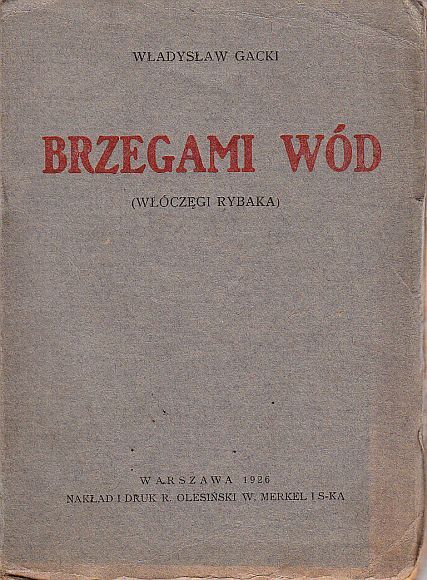 WŁADYSŁAW GACKI
BRZEGAMI WÓD
(WŁÓCZĘGI RYBAKA)
WARSZAWA 1926
NAKŁAD I DRUK R. OLESIŃSKI W. MERKEL I S-KA